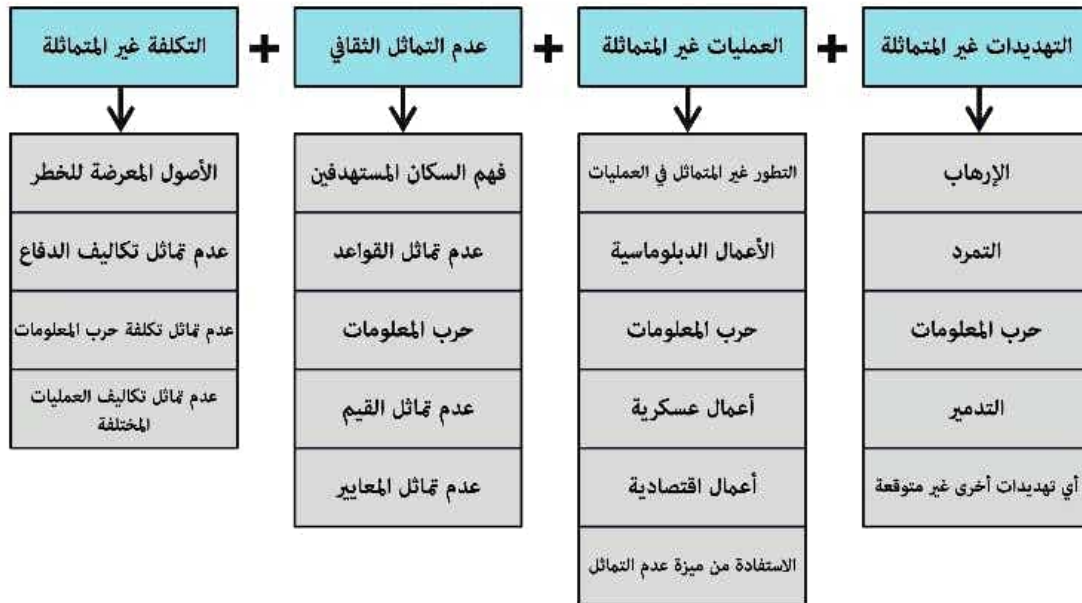 التهديدات غير المتماثلة + العمليات غير المتماثلة + عدم التماثل الثقافي + التكلفة غير المتماثلة
الإرهاب
التمرد
حرب المعلومات
التدمير
أي تهديدات أخرى غير متوقعة
التطور غير المتماثل في العمليات
الأعمال الدبلوماسية
حرب المعلومات
أعمال عسكرية
أعمال اقتصادية
الاستفادة من ميزة عدم التماثل
فهم السكان المستهدفين
عدم تماثل القواعد
حرب المعلومات
عدم تماثل القيم
عدم تماثل المعايير
الأصول المعرضة للخطر
عدم تماثل تكاليف الدفاع
عدم تماثل تكلفة حرب المعلومات
عدم تماثل تكاليف العمليات
المختلفة